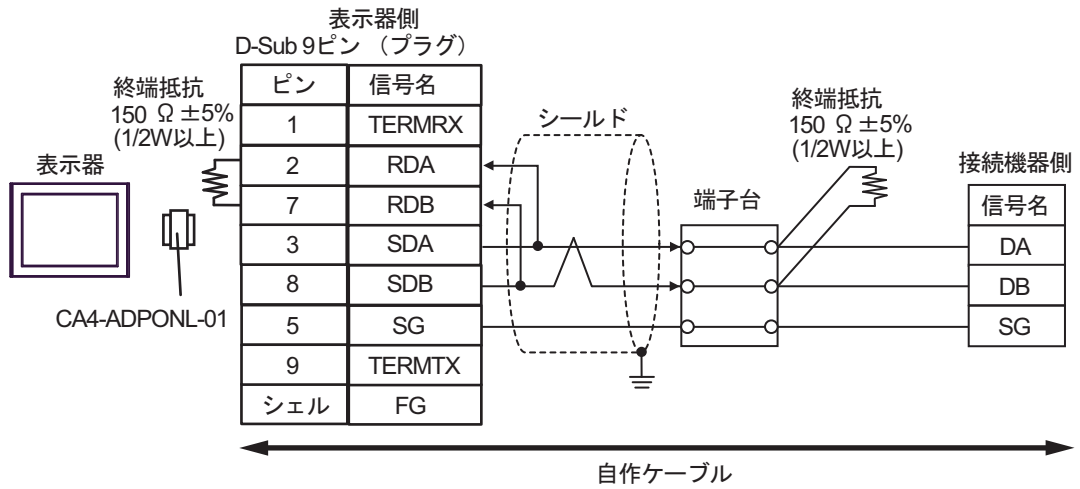 表示器側
D-Sub 9ピン （プラグ）
終端抵抗
150 Ω ±5%
(1/2W以上)
表示器
CA4-ADPONL-01
ピン 信号名
1 TERMRX
2 RDA
7 RDB
3 SDA
8 SDB
5 SG
9 TERMTX
シェル FG
シールド
端子台
終端抵抗
150 Ω ±5%
(1/2W以上)
接続機器側
信号名
DA
DB
SG
自作ケーブル